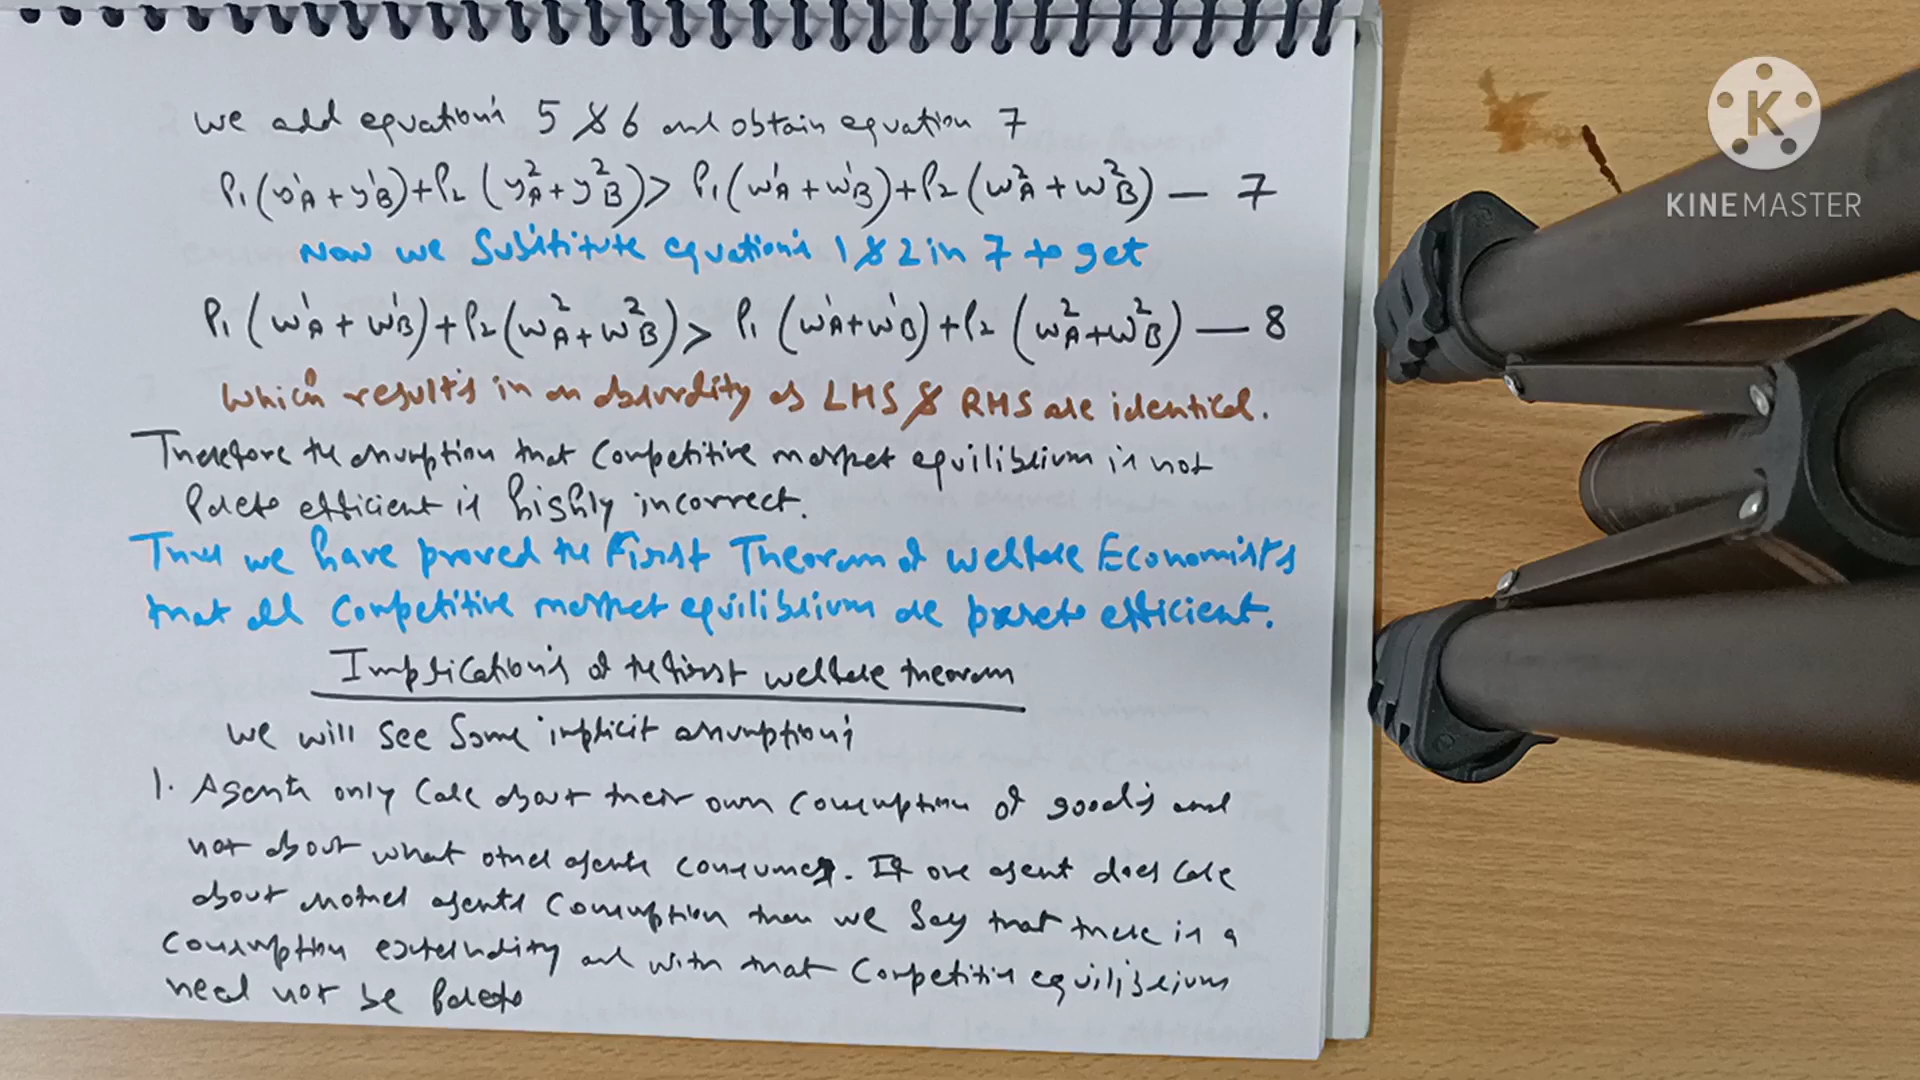 we add equation's 5 & 6 and obtain equation 7
P₁(y¹A + y¹B) + P₂ (y²A + y²B) > P₁(w¹A + w¹B) + P₂ (w²A + w²B) — 7
Now we Substitute equation's 1 & 2 in 7 to get
P₁ (w¹A + w¹B) + P₂ (w²A + w²B) > P₁ (w¹A + w¹B) + P₂ (w²A + w²B) — 8
which result's in an absurdity as LHS & RHS are identical.
Therefore the assumption that Competitive market equilibrium is not
Pareto efficient is highly incorrect.
Thus we have proved the First Theorem of welfare Economists
that all Competitive market equilibrium are pareto efficient.
Implication's of the first welfare theorem
we will see Some implicit assumptions
1. Agents only Care about their own Consumption of good's and
not about what other agents consumes. If one agent does Care
about another agents Consumption then we Say that there is a
Consumption externality and with that Competitive equilibrium
need not be Pareto
K
KINEMASTER